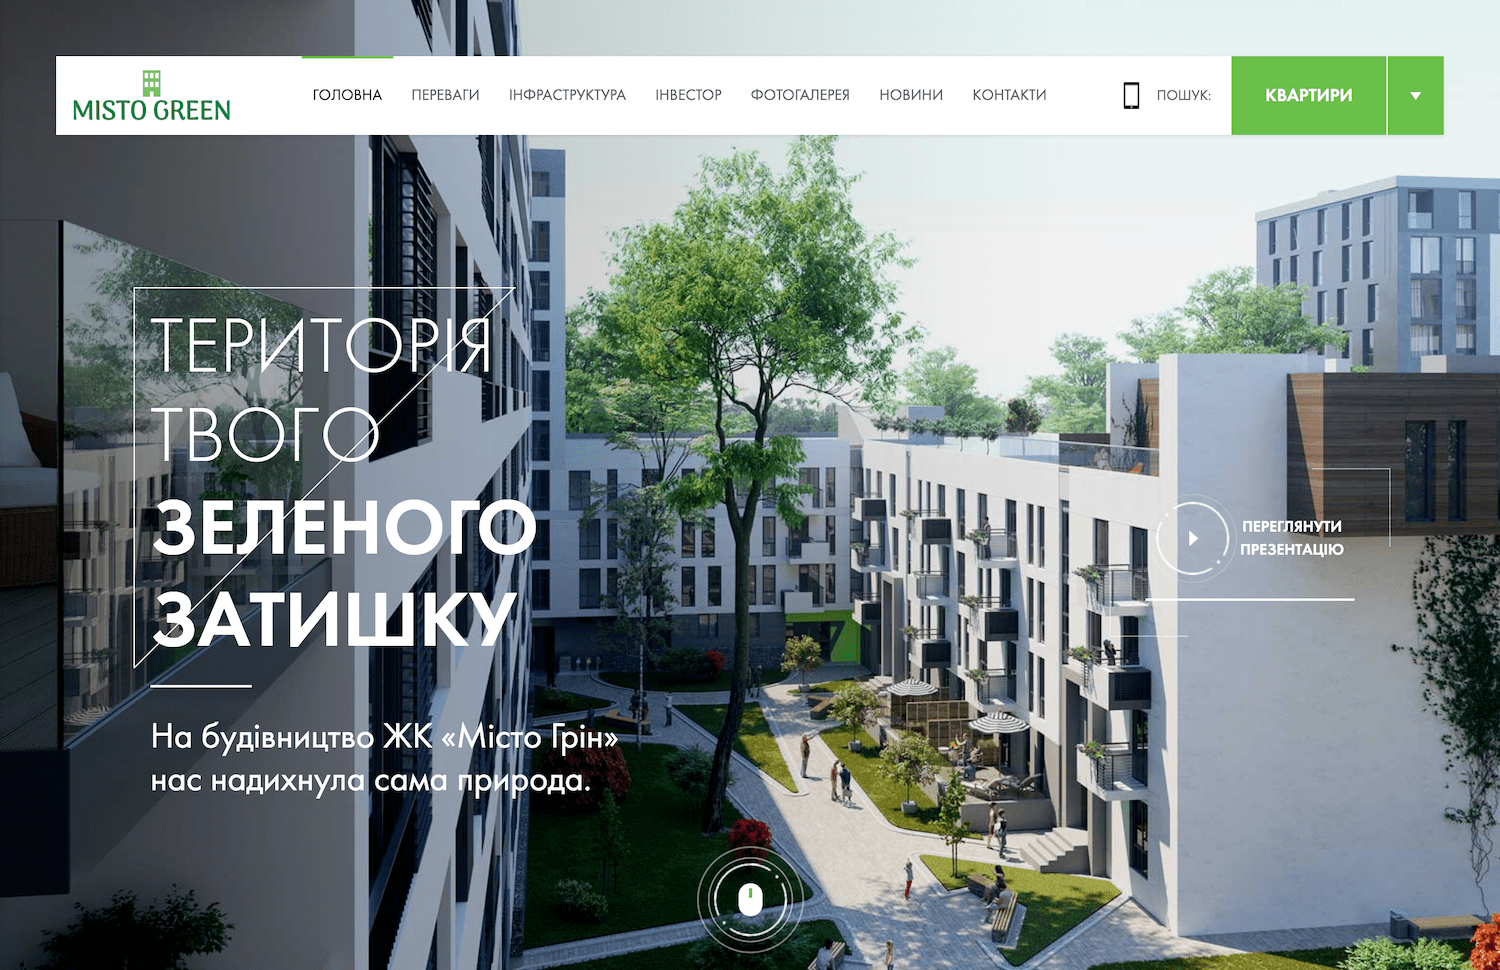 MISTO GREEN
ГОЛОВНА
ПЕРЕВАГИ
ІНФРАСТРУКТУРА
ІНВЕСТОР
ФОТОГАЛЕРЕЯ
НОВИНИ
КОНТАКТИ
ПОШУК:
КВАРТИРИ
ТЕРИТОРІЯ
ТВОГО
ЗЕЛЕНОГО
ЗАТИШКУ
На будівництво ЖК «Місто Грін»
нас надихнула сама природа.
ПЕРЕГЛЯНУТИ
ПРЕЗЕНТАЦІЮ
7